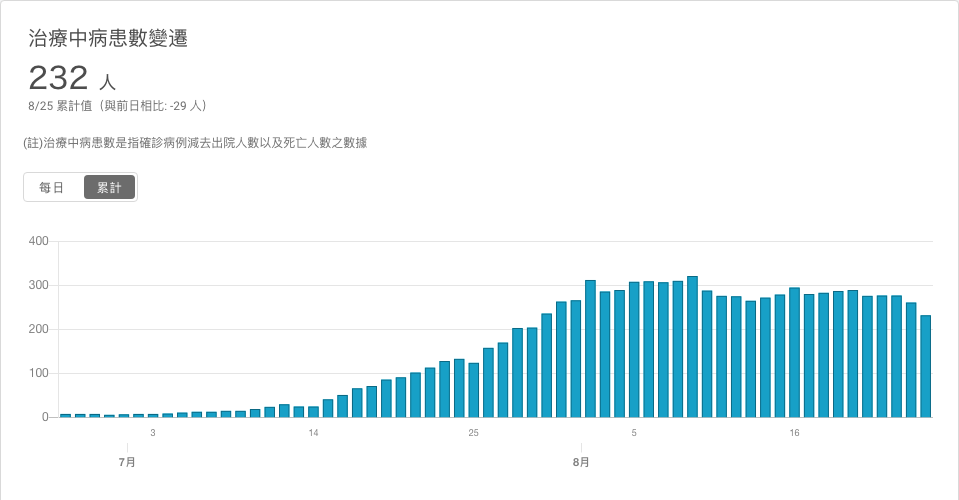 治療中病患數變遷
232 人
8/25 累計值（與前日相比: -29 人）
(註)治療中病患數是指確診病例減去出院人數以及死亡人數之數據
每日 累計
400
300
200
100
0
3 14 25 5 16
7月 8月